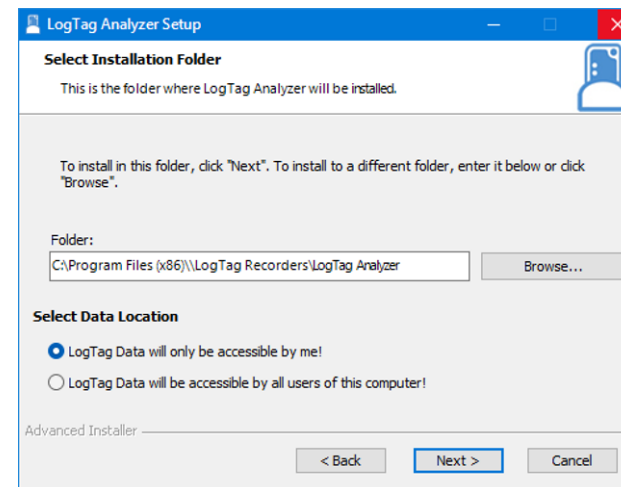 LogTag Analyzer Setup
Select Installation Folder
This is the folder where LogTag Analyzer will be installed.
To install in this folder, click "Next". To install to a different folder, enter it below or click
"Browse".
Folder:
C:\Program Files (x86)\\LogTag Recorders\LogTag Analyzer
Browse...
Select Data Location
LogTag Data will only be accessible by me!
LogTag Data will be accessible by all users of this computer!
Advanced Installer
< Back
Next >
Cancel